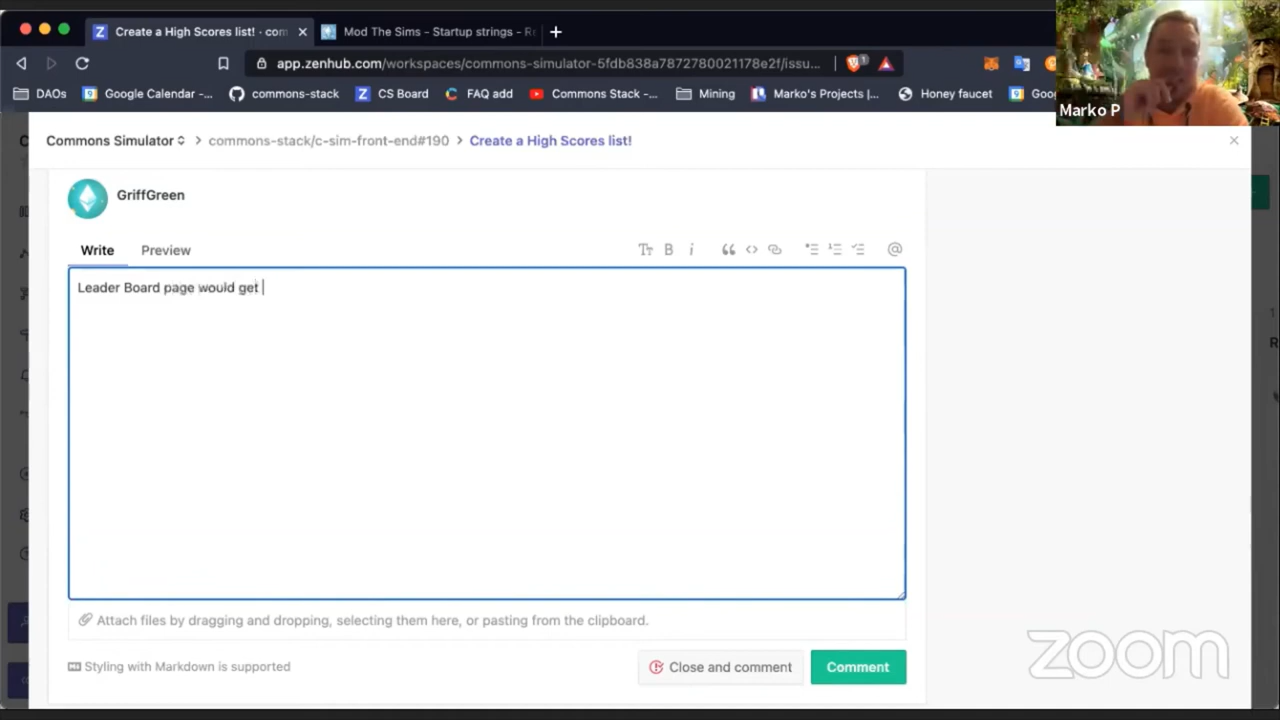 Create a High Scores list! · com
Mod The Sims - Startup strings - Re
app.zenhub.com/workspaces/commons-simulator-5fdb838a7872780021178e2f/issu...
1
DAOs
Google Calendar -...
commons-stack
CS Board
FAQ add
Commons Stack -...
Mining
Marko's Projects |...
Honey faucet
Goo
Marko P
Commons Simulator > commons-stack/c-sim-front-end#190 > Create a High Scores list!
GriffGreen
Write
Preview
Leader Board page would get
Attach files by dragging and dropping, selecting them here, or pasting from the clipboard.
Styling with Markdown is supported
Close and comment
Comment
zoom